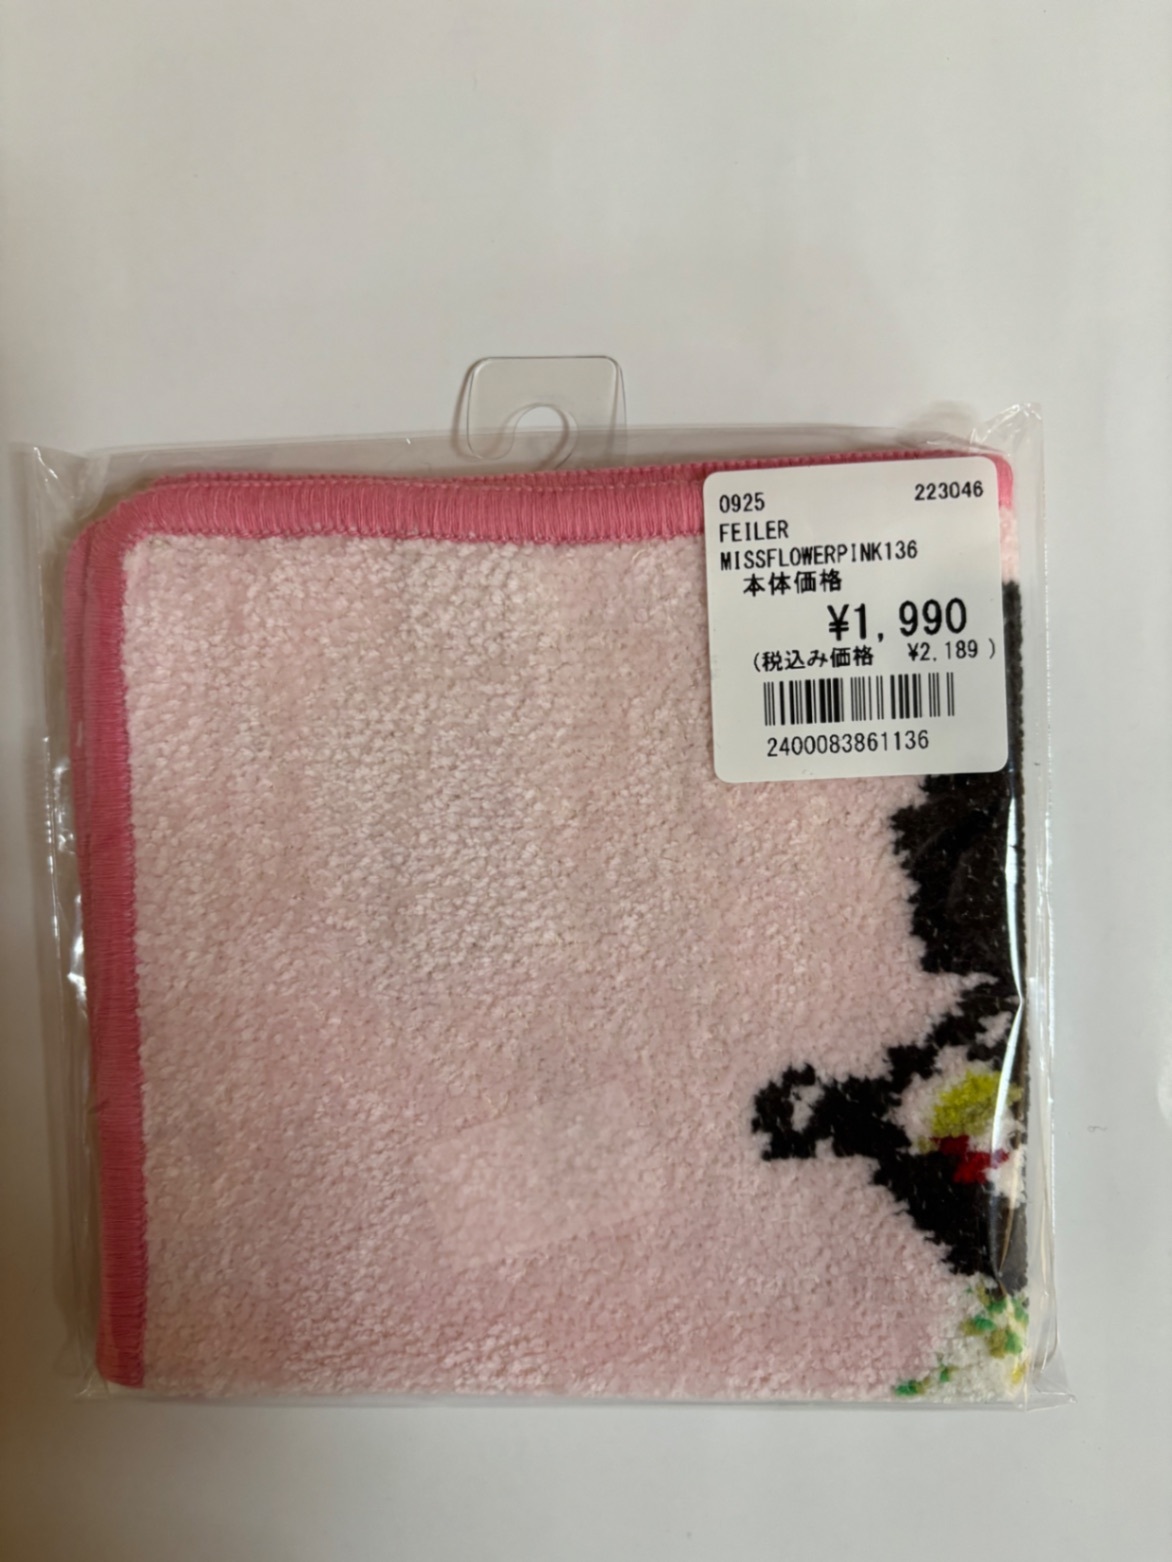 0925 223046
FEILER
MISSFLOWERPINK136
本体価格
¥1,990
(税込み価格 ¥2,189 )
2400083861136